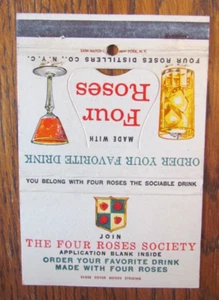 FOUR ROSES DISTILLERS CO., N. Y. C.
ORDER YOUR FAVORITE DRINK
MADE WITH
Four
Roses
YOU BELONG WITH FOUR ROSES THE SOCIABLE DRINK
JOIN
THE FOUR ROSES SOCIETY
APPLICATION BLANK INSIDE
ORDER YOUR FAVORITE DRINK
MADE WITH FOUR ROSES